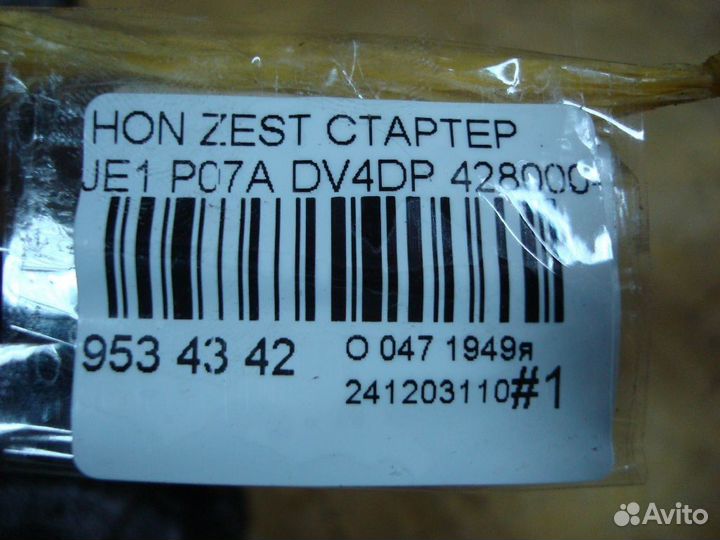 HON ZEST СТАРТЕР
JE1 P07A DV4DP 428000-
953 43 42
О 047 1949я
241203110#1
Avito